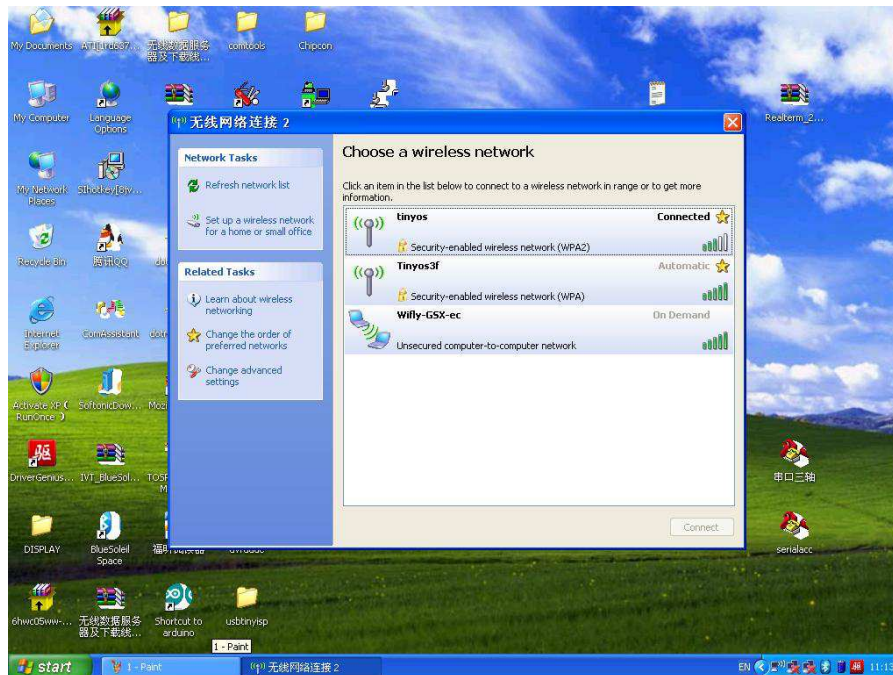 My Documents
无线数据服务
器及下载线...
comtools
Chipcon
My Computer
Language
Options
Realterm_2...
无线网络连接 2
Network Tasks
Refresh network list
Set up a wireless network
for a home or small office
Related Tasks
Learn about wireless
networking
Change the order of
preferred networks
Change advanced
settings
Choose a wireless network
Click an item in the list below to connect to a wireless network in range or to get more
information.
tinyos
Connected
Security-enabled wireless network (WPA2)
Tinyos3f
Automatic
Security-enabled wireless network (WPA)
Wifly-GSX-ec
On Demand
Unsecured computer-to-computer network
Connect
My Network
Places
Recycle Bin
腾讯QQ
Internet
Explorer
ComAssistant
Activate XP (
RunOnce )
SoftonicDow...
Mozi
DriverGenius...
IVT_BlueSol...
TOSH
串口三轴
DISPLAY
BlueSoleil
Space
serialacc
6hwc05ww-...
无线数据服务
器及下载线...
Shortcut to
arduino
usbtinyisp
1 - Paint
start
1 - Paint
无线网络连接 2
EN
11:13